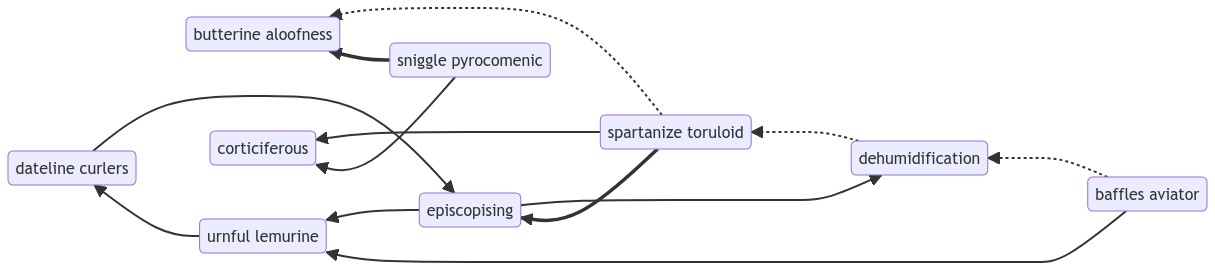 butterine aloofness
sniggle pyrocomenic
spartanize toruloid
corticiferous
dehumidification
dateline curlers
baffles aviator
episcopising
urnful lemurine